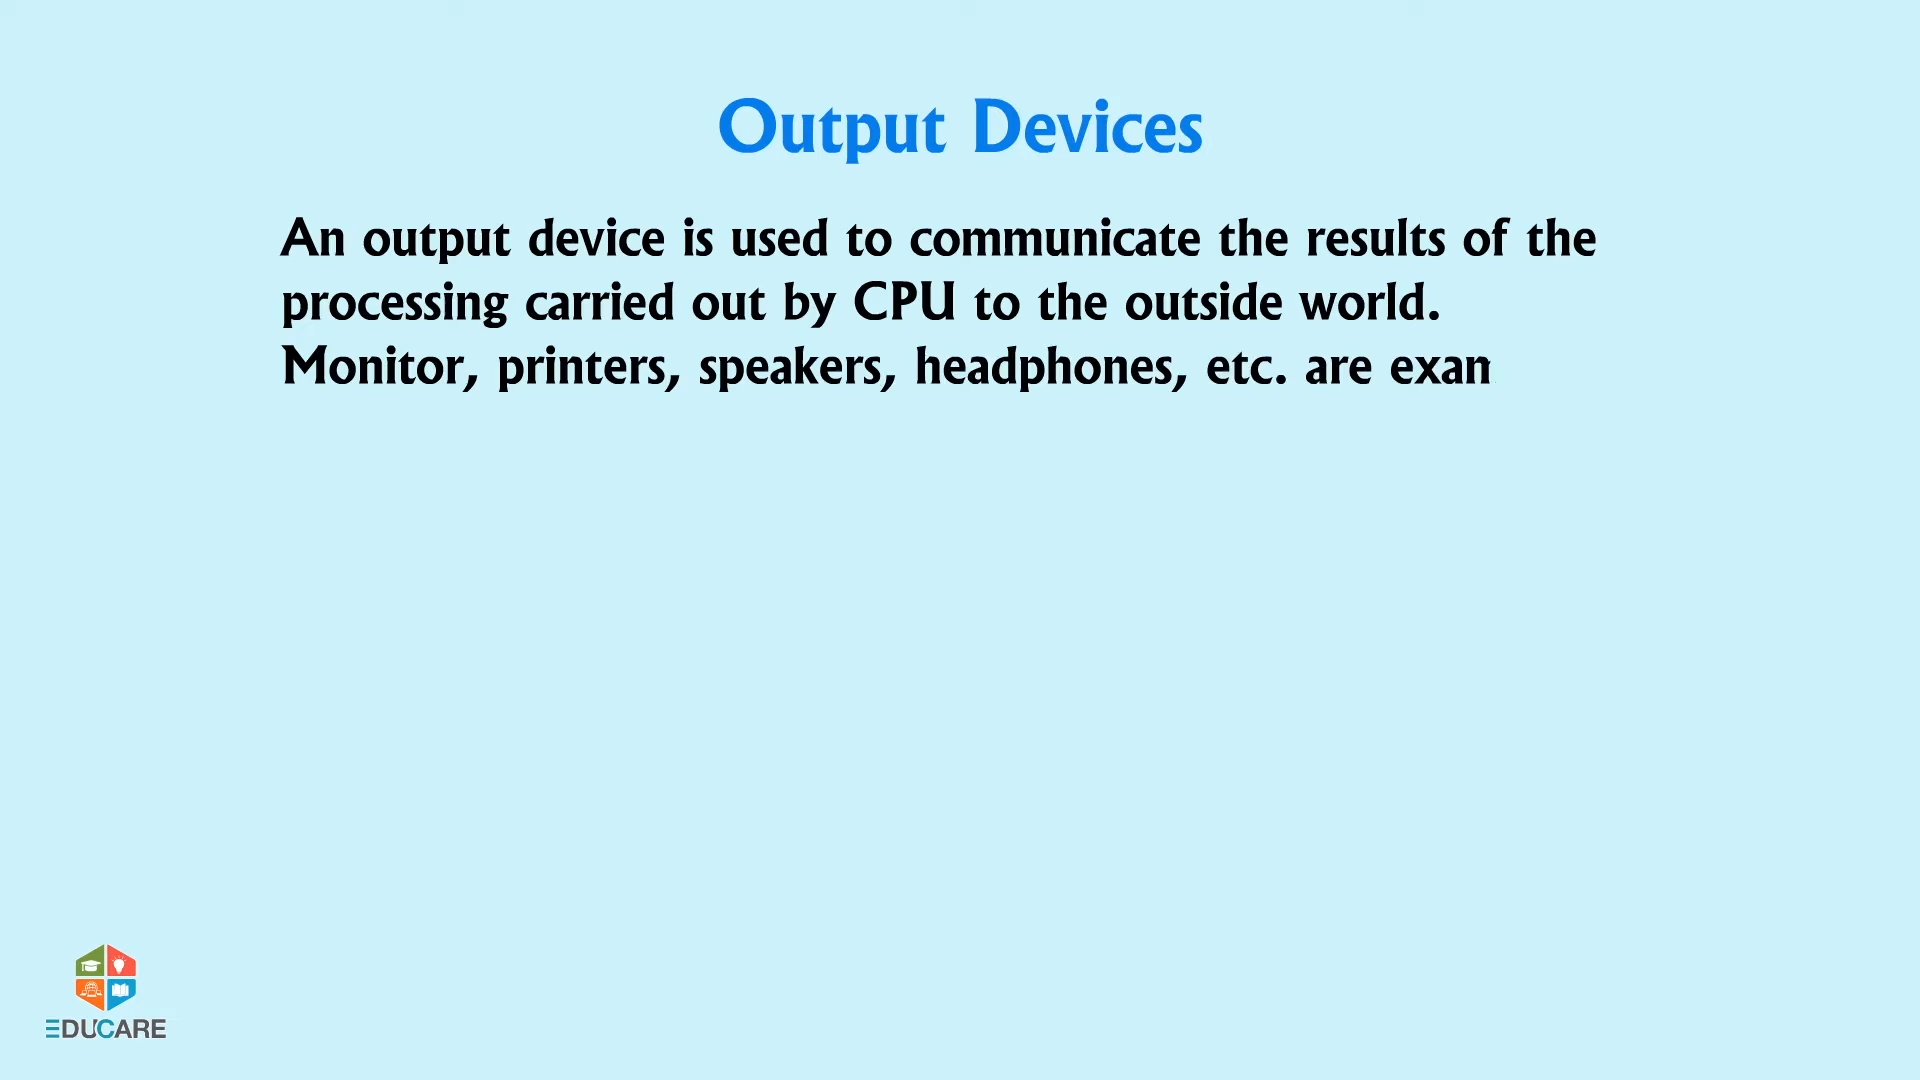 Output Devices
An output device is used to communicate the results of the
processing carried out by CPU to the outside world.
Monitor, printers, speakers, headphones, etc. are exan
EDUCARE